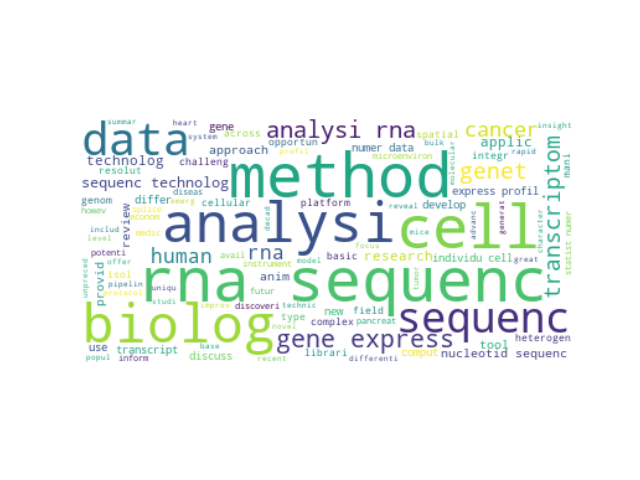 summar
heart
gene
across
analysi rna
spatial
cancer
insight
data
system
opportun
numer data
bulk
molecular
integr
rapid
applic
transcriptom
mani
technolog
challeng
approach
profil
microenviron
method
genet
resolut
sequenc technolog
diseas
emerg
cellular
platform
develop
express profil
genom
differ
splice
econom
howev
includ
level
review
medic
analysi
decad
reveal
mice
cell
advanc
generat
character
statist numer
potenti
human
rna
avail
focus
basic
research
individu cell
great
unpreced
provid
offer
isol
instrument
anim
pipelin
protocol
uniqu
studi
rna sequenc
futur
tumor
biolog
improv
discoveri
technic
new
field
type
complex
pancreat
sequenc
base
novel
gene express
tool
heterogen
use
transcript
discuss
librari
comput
nucleotid sequenc
popul
inform
recent
differenti
model